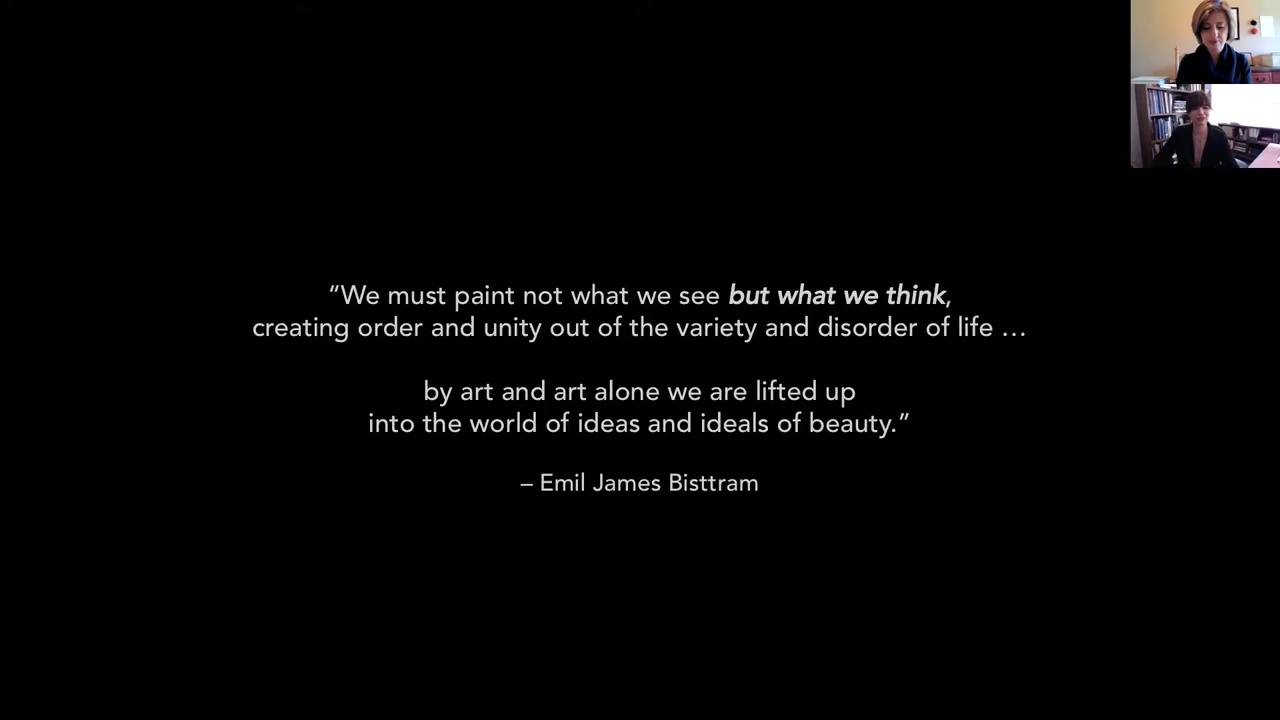 “We must paint not what we see but what we think,
creating order and unity out of the variety and disorder of life …
by art and art alone we are lifted up
into the world of ideas and ideals of beauty.”
– Emil James Bisttram